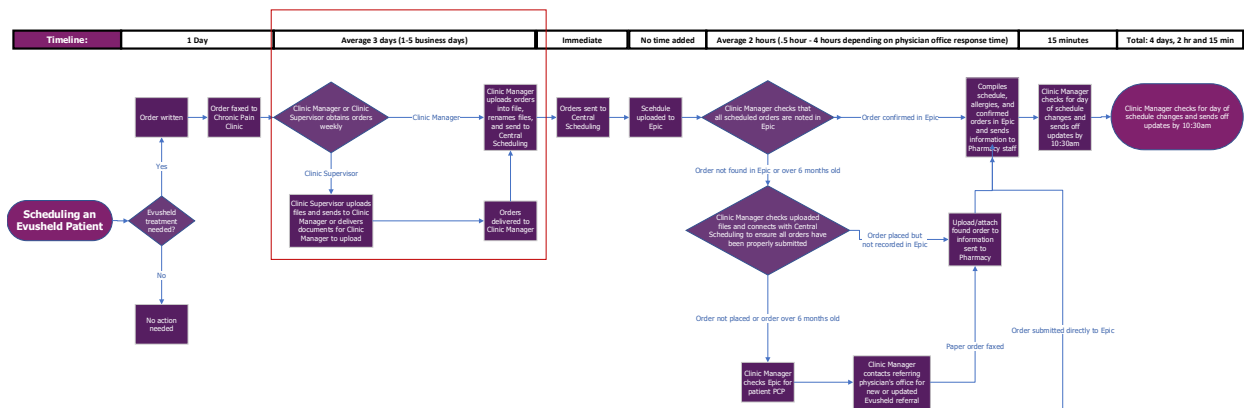 Timeline:
1 Day
Average 3 days (1-5 business days)
Immediate
No time added
Average 2 hours (.5 hour - 4 hours depending on physician office response time)
15 minutes
Total: 4 days, 2 hr and 15 min
Scheduling an
Evusheld Patient
Evusheld
treatment
needed?
Yes
No
No action
needed
Order written
Order faxed to
Chronic Pain
Clinic
Clinic Manager or Clinic
Supervisor obtains orders
weekly
Clinic Manager
Clinic Supervisor
Clinic Supervisor uploads
files and sends to Clinic
Manager or delivers
documents for Clinic
Manager to upload
Orders
delivered to
Clinic Manager
Clinic Manager
uploads orders
into file,
renames files,
and send to
Central
Scheduling
Orders sent to
Central
Scheduling
Scehdule
uploaded to
Epic
Clinic Manager checks that
all scheduled orders are noted in
Epic
Order confirmed in Epic
Order not found in Epic or over 6 months old
Clinic Manager checks uploaded
files and connects with Central
Scheduling to ensure all orders have
been properly submitted
Order placed but
not recorded in Epic
Order not placed or order over 6 months old
Clinic Manager
checks Epic for
patient PCP
Clinic Manager
contacts referring
physician's office for
new or updated
Evusheld referral
Paper order faxed
Order submitted directly to Epic
Upload/attach
found order to
information
sent to
Pharmacy
Compiles
schedule,
allergies, and
confirmed
orders in Epic
and sends
information to
Pharmacy staff
Clinic Manager
checks for day
of schedule
changes and
sends off
updates by
10:30am
Clinic Manager checks for day of
schedule changes and sends off
updates by 10:30am